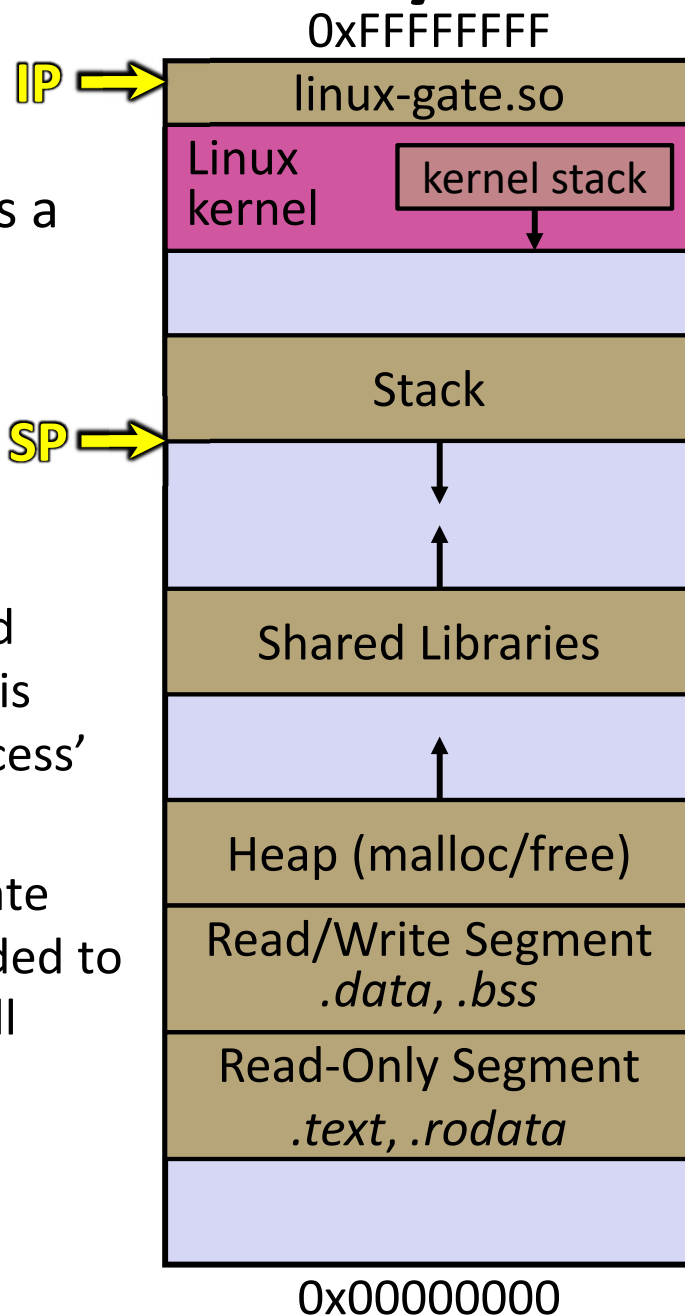 0xFFFFFFFF
IP
linux-gate.so
Linux
kernel
kernel stack
s a
Stack
SP
d
Shared Libraries
is
cess’
Heap (malloc/free)
ate
Read/Write Segment
ded to
.data, .bss
ll
Read-Only Segment
.text, .rodata
0x00000000